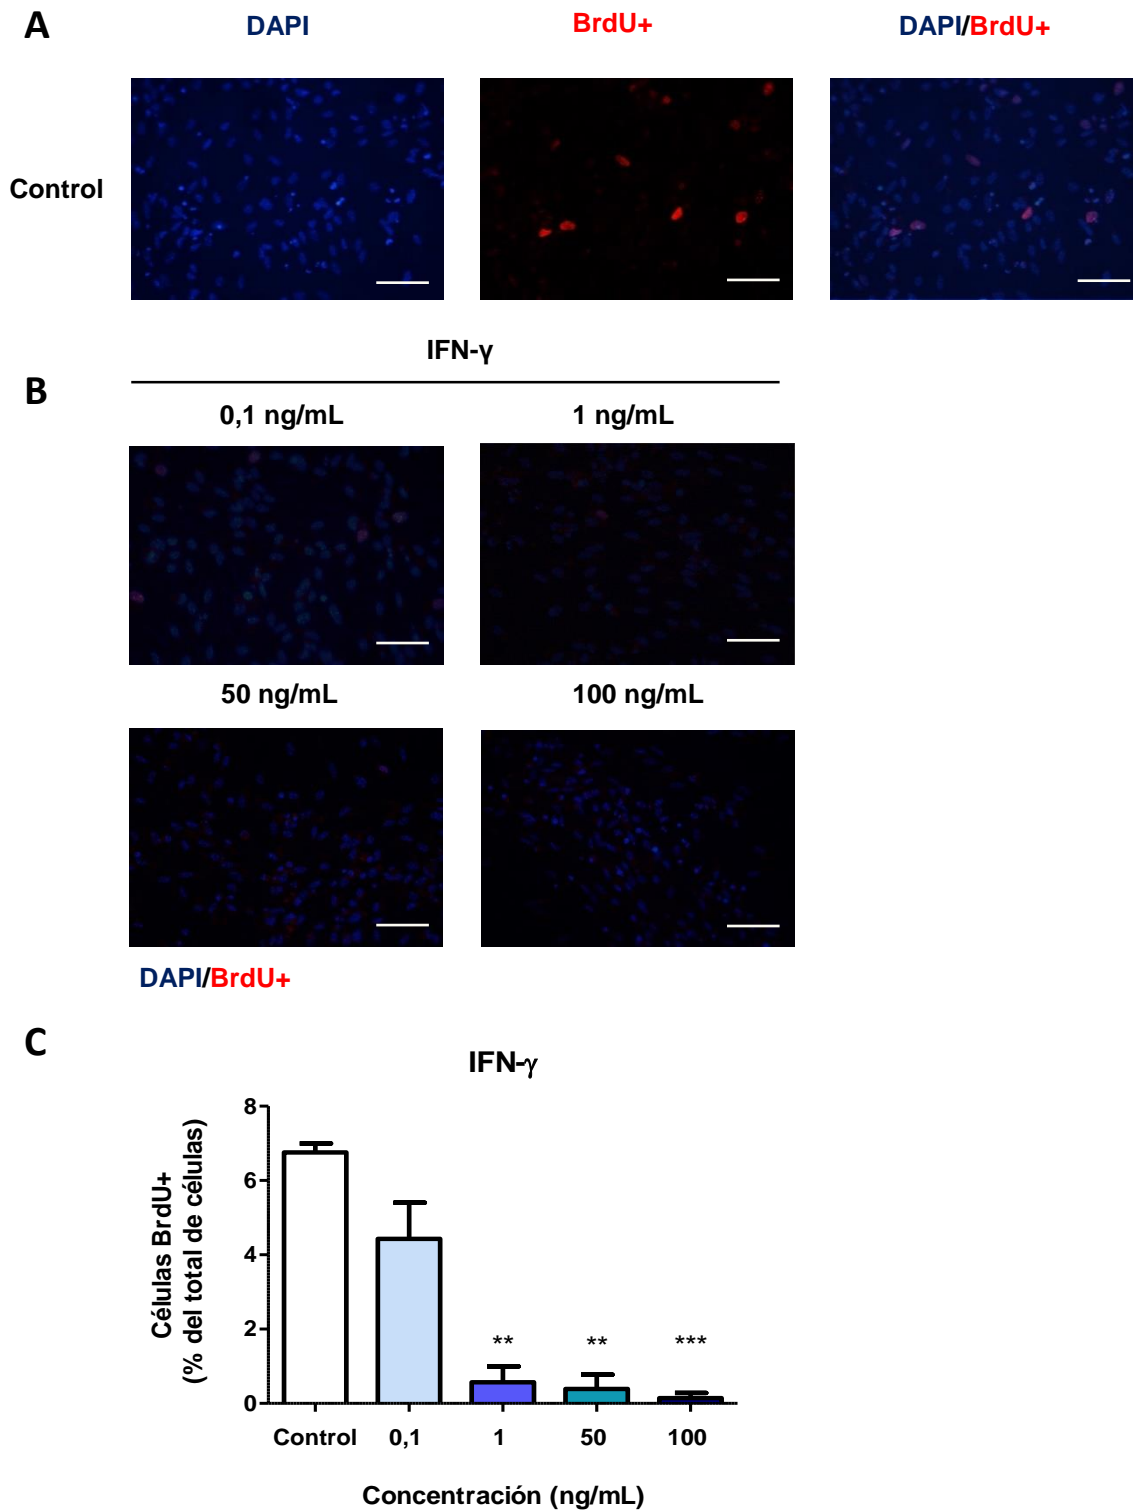 A
DAPI
BrdU+
DAPI/BrdU+
Control
IFN-γ
B
0,1 ng/mL
1 ng/mL
50 ng/mL
100 ng/mL
DAPI/BrdU+
C
IFN-γ
Células BrdU+
(% del total de células)
8
6
4
2
0
**
**
***
Control
0,1
1
50
100
Concentración (ng/mL)